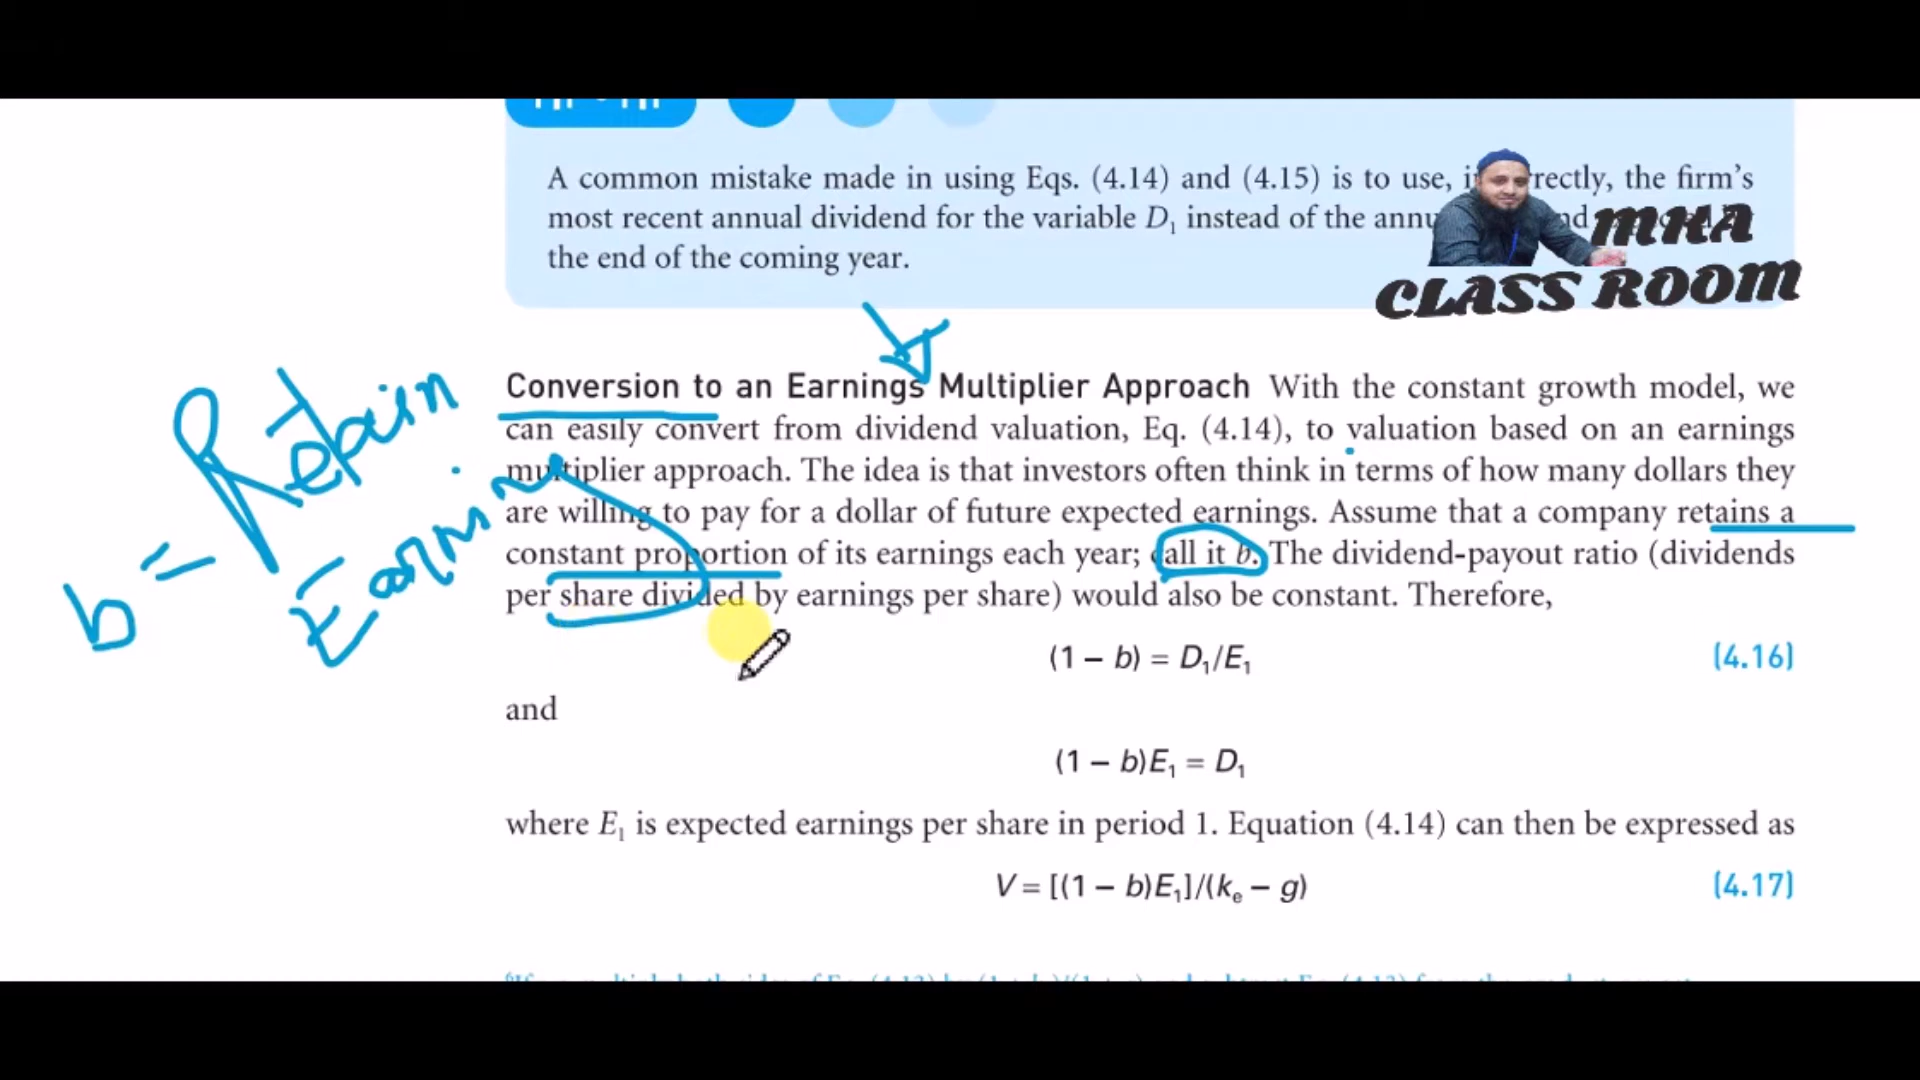 A common mistake made in using Eqs. (4.14) and (4.15) is to use, rectly, the firm's
most recent annual dividend for the variable D₁ instead of the annu
the end of the coming year.
MHA
CLASS ROOM
Conversion to an Earnings Multiplier Approach With the constant growth model, we
can easily convert from dividend valuation, Eq. (4.14), to valuation based on an earnings
multiplier approach. The idea is that investors often think in terms of how many dollars they
are willing to pay for a dollar of future expected earnings. Assume that a company retains a
constant proportion of its earnings each year; call it b. The dividend-payout ratio (dividends
per share divided by earnings per share) would also be constant. Therefore,
b = Retain
Earning
(1 – b) = D₁/E₁ (4.16)
and
(1 – b)E₁ = D₁
where E₁ is expected earnings per share in period 1. Equation (4.14) can then be expressed as
V = [(1 – b)E₁]/(kₑ – g) (4.17)